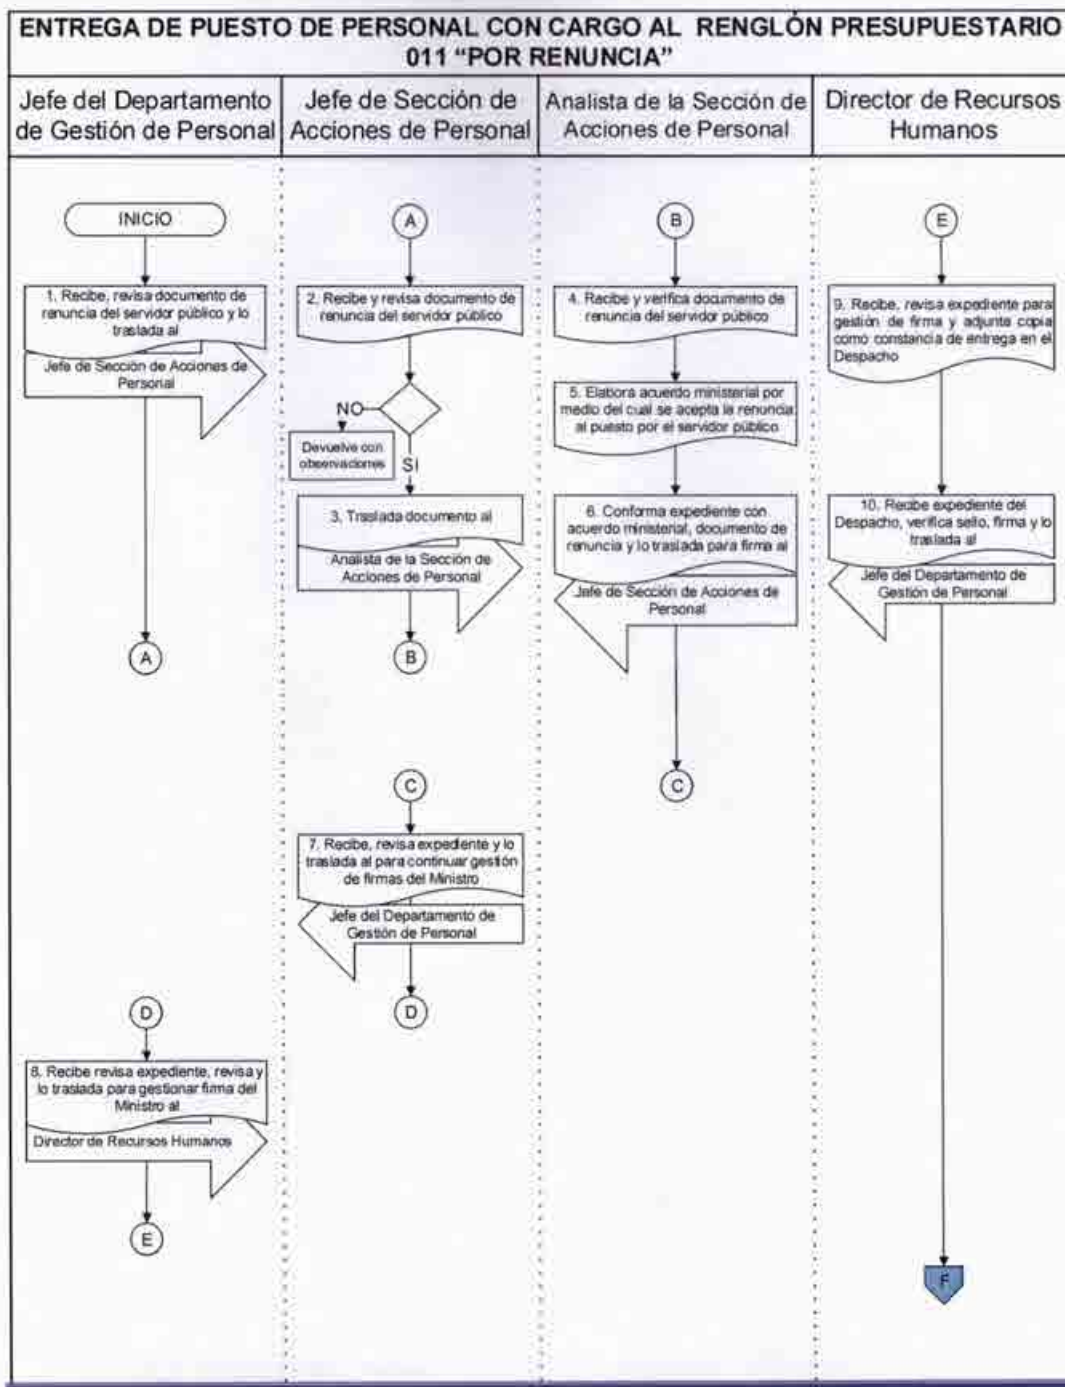 ENTREGA DE PUESTO DE PERSONAL CON CARGO AL RENGLÓN PRESUPUESTARIO
011 “POR RENUNCIA”
Jefe del Departamento
de Gestión de Personal
Jefe de Sección de
Acciones de Personal
Analista de la Sección de
Acciones de Personal
Director de Recursos
Humanos
INICIO
1. Recibe, revisa documento de
renuncia del servidor público y lo
traslada al
Jefe de Sección de Acciones de
Personal
A
A
2. Recibe y revisa documento de
renuncia del servidor público
NO
Devuelve con
observaciones
SI
3. Traslada documento al
Analista de la Sección de
Acciones de Personal
B
B
4. Recibe y verifica documento de
renuncia del servidor público
5. Elabora acuerdo ministerial por
medio del cual se acepta la renuncia
al puesto por el servidor público
6. Conforma expediente con
acuerdo ministerial, documento de
renuncia y lo traslada para firma al
Jefe de Sección de Acciones de
Personal
C
C
7. Recibe, revisa expediente y lo
traslada al para continuar gestión
de firmas del Ministro
Jefe del Departamento de
Gestión de Personal
D
D
8. Recibe revisa expediente, revisa y
lo traslada para gestionar firma del
Ministro al
Director de Recursos Humanos
E
E
9. Recibe, revisa expediente para
gestión de firma y adjunta copia
como constancia de entrega en el
Despacho
10. Recibe expediente del
Despacho, verifica sello, firma y lo
traslada al
Jefe del Departamento de
Gestión de Personal
F